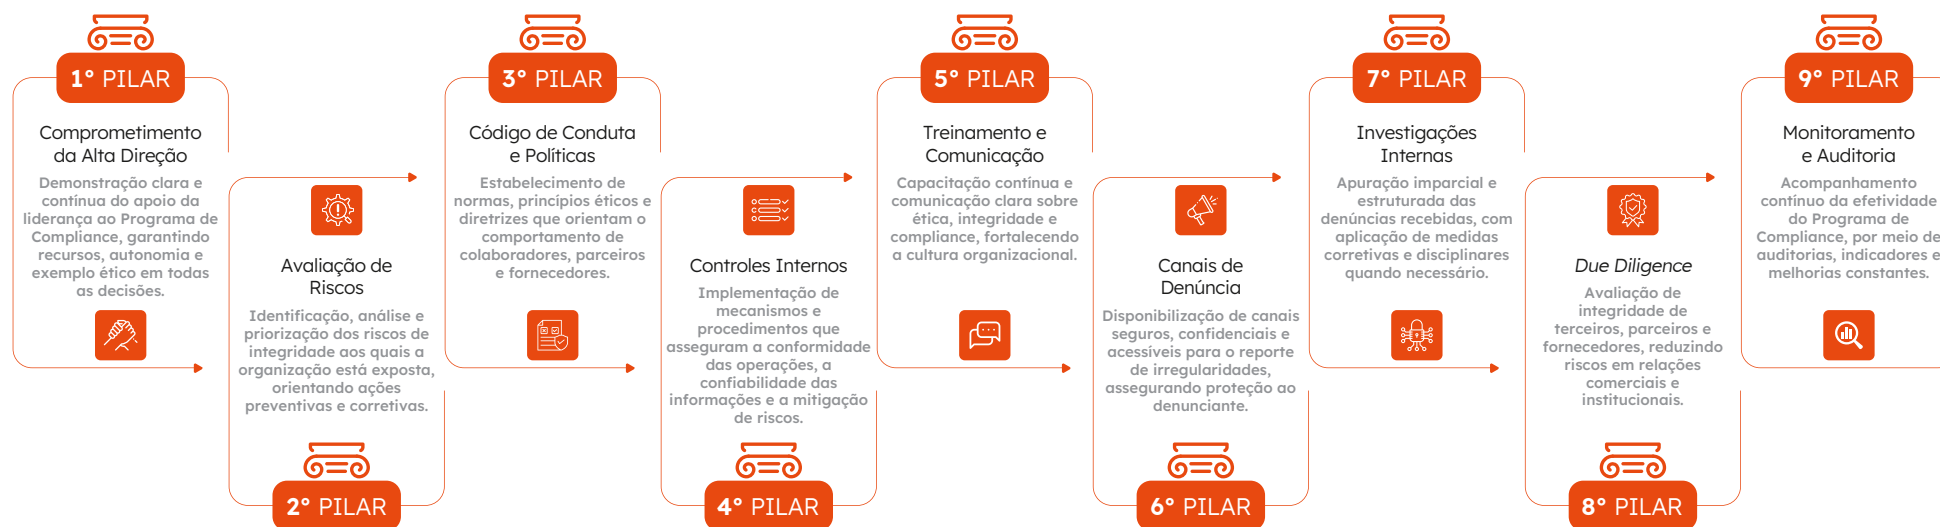 1° PILAR
Comprometimento
da Alta Direção
Demonstração clara e
contínua do apoio da
liderança ao Programa de
Compliance, garantindo
recursos, autonomia e
exemplo ético em todas
as decisões.
Avaliação de
Riscos
Identificação, análise e
priorização dos riscos de
integridade aos quais a
organização está exposta,
orientando ações
preventivas e corretivas.
2° PILAR
3° PILAR
Código de Conduta
e Políticas
Estabelecimento de
normas, princípios éticos e
diretrizes que orientam o
comportamento de
colaboradores, parceiros
e fornecedores.
Controles Internos
Implementação de
mecanismos e
procedimentos que
asseguram a conformidade
das operações, a
confiabilidade das
informações e a mitigação
de riscos.
4° PILAR
5° PILAR
Treinamento e
Comunicação
Capacitação contínua e
comunicação clara sobre
ética, integridade e
compliance, fortalecendo
a cultura organizacional.
Canais de
Denúncia
Disponibilização de canais
seguros, confidenciais e
acessíveis para o reporte
de irregularidades,
assegurando proteção ao
denunciante.
6° PILAR
7° PILAR
Investigações
Internas
Apuração imparcial e
estruturada das
denúncias recebidas, com
aplicação de medidas
corretivas e disciplinares
quando necessário.
Due Diligence
Avaliação de
integridade de
terceiros, parceiros e
fornecedores, reduzindo
riscos em relações
comerciais e
institucionais.
8° PILAR
9° PILAR
Monitoramento
e Auditoria
Acompanhamento
contínuo da efetividade
do Programa de
Compliance, por meio de
auditorias, indicadores e
melhorias constantes.